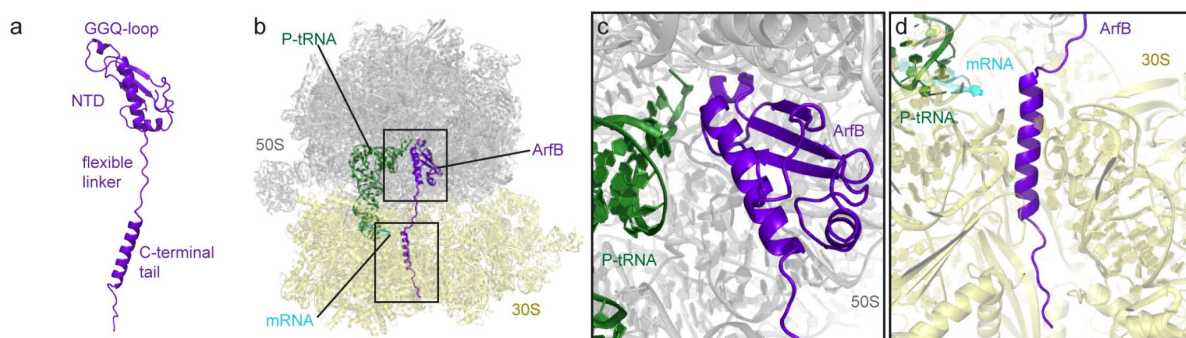 a
GGQ-loop
NTD
flexible
linker
C-terminal
tail
b
P-tRNA
50S
ArfB
mRNA
30S
c
ArfB
P-tRNA
50S
d
ArfB
30S
mRNA
P-tRNA